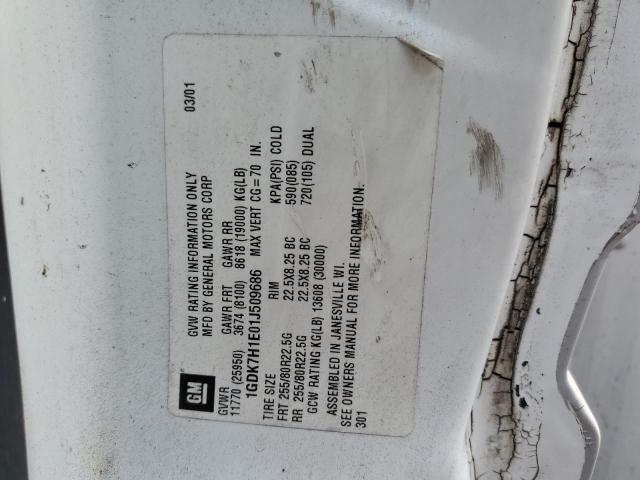 GM
GVW RATING INFORMATION ONLY 03/01
MFD BY GENERAL MOTORS CORP
GVWR GAWR FRT GAWR RR
11770 (25950) 3674 (8100) 8618 (19000) KG(LB)
1GDK7H1E01J509686 MAX VERT CG=70 IN.
TIRE SIZE RIM KPA(PSI) COLD
FRT 255/80R22.5G 22.5X8.25 BC 590(085)
RR 255/80R22.5G 22.5X8.25 BC 720(105) DUAL
GCW RATING KG(LB) 13608 (30000)
ASSEMBLED IN JANESVILLE WI.
SEE OWNERS MANUAL FOR MORE INFORMATION.
301